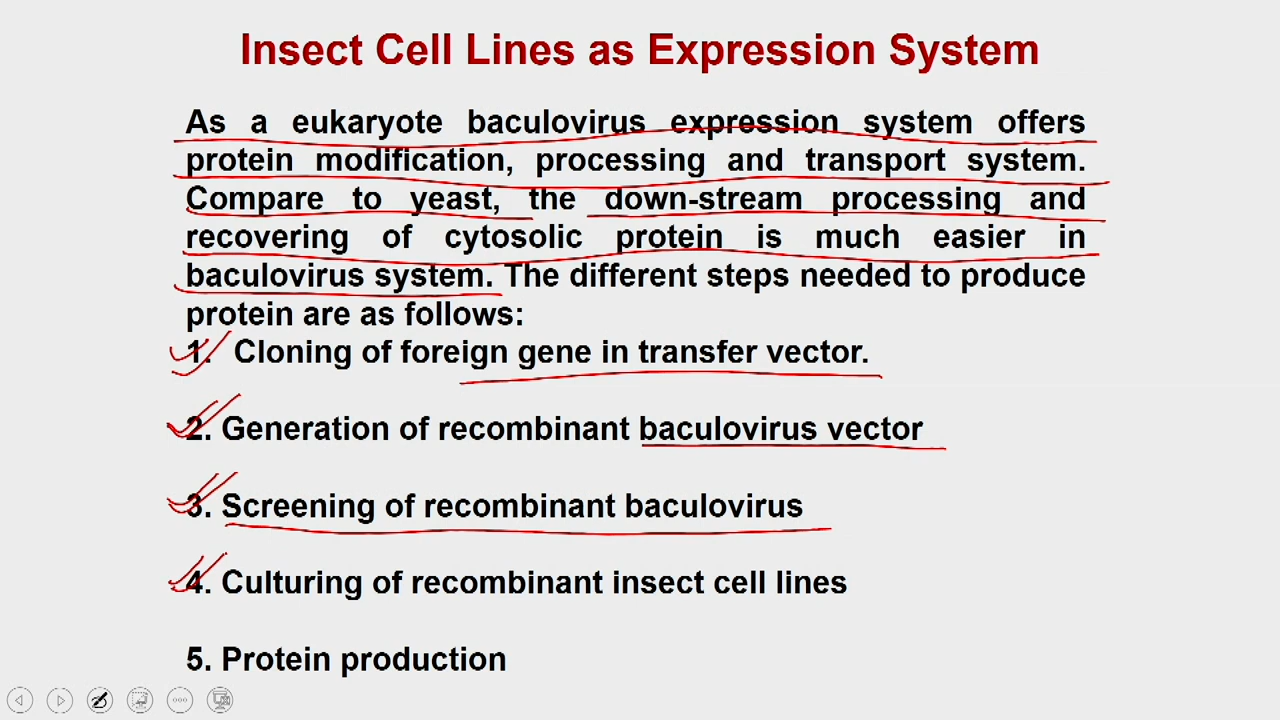 Insect Cell Lines as Expression System
As a eukaryote baculovirus expression system offers
protein modification, processing and transport system.
Compare to yeast, the down-stream processing and
recovering of cytosolic protein is much easier in
baculovirus system. The different steps needed to produce
protein are as follows:
1. Cloning of foreign gene in transfer vector.
2. Generation of recombinant baculovirus vector
3. Screening of recombinant baculovirus
4. Culturing of recombinant insect cell lines
5. Protein production